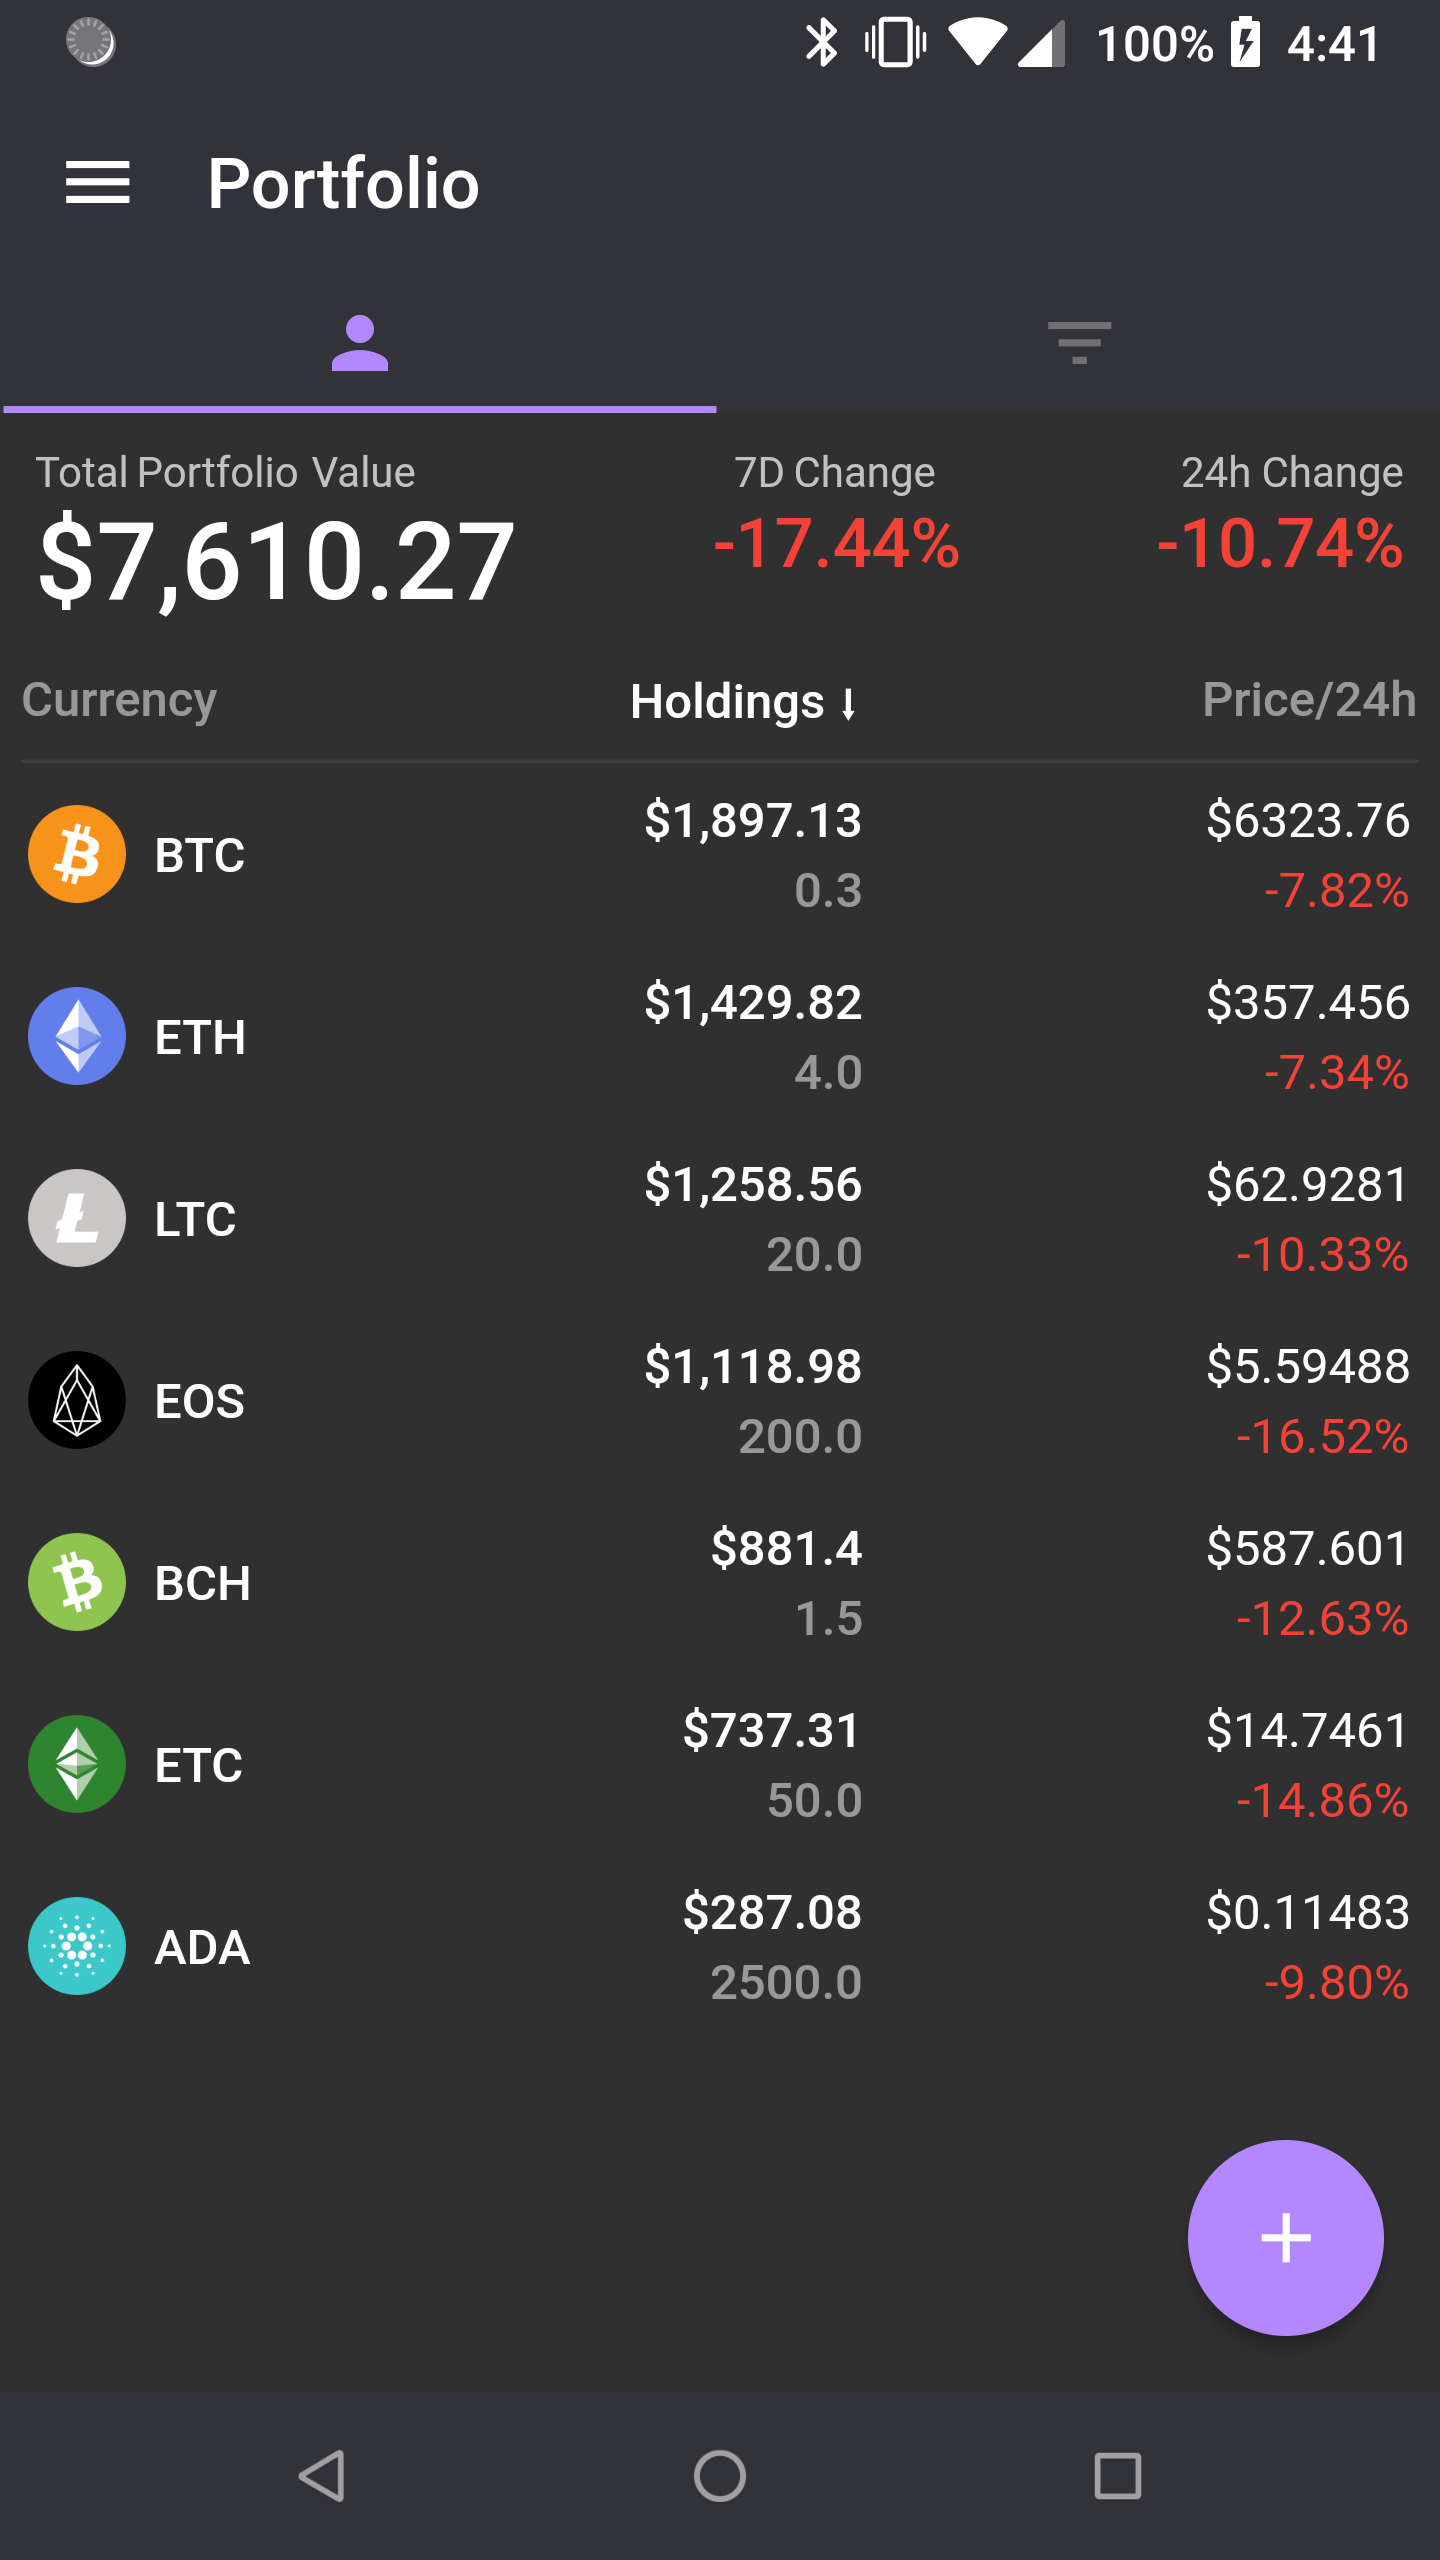 100% 4:41
Portfolio
Total Portfolio Value 7D Change 24h Change
$7,610.27 -17.44% -10.74%
Currency Holdings ↓ Price/24h
BTC $1,897.13 $6323.76
0.3 -7.82%
ETH $1,429.82 $357.456
4.0 -7.34%
LTC $1,258.56 $62.9281
20.0 -10.33%
EOS $1,118.98 $5.59488
200.0 -16.52%
BCH $881.4 $587.601
1.5 -12.63%
ETC $737.31 $14.7461
50.0 -14.86%
ADA $287.08 $0.11483
2500.0 -9.80%